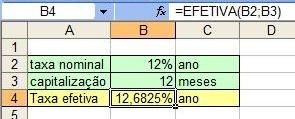 B4 fx =EFETIVA(B2;B3)
A B C D
1
2 taxa nominal 12% ano
3 capitalização 12 meses
4 Taxa efetiva 12,6825% ano
5